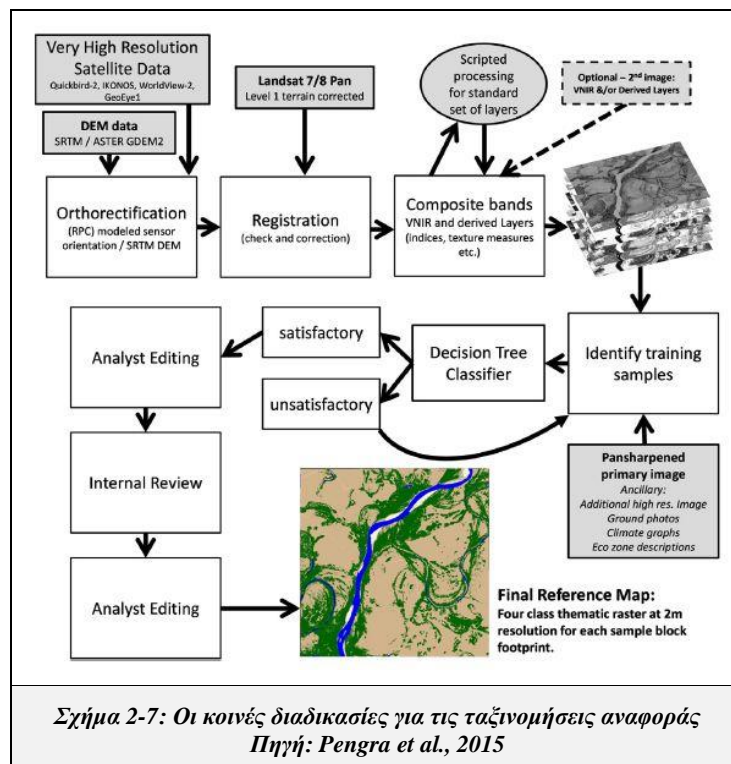 Very High Resolution
Satellite Data
Quickbird-2, IKONOS, WorldView-2,
GeoEye1
DEM data
SRTM / ASTER GDEM2
Landsat 7/8 Pan
Level 1 terrain corrected
Scripted
processing
for standard
set of layers
Optional – 2nd image:
VNIR &/or Derived Layers
Orthorectification
(RPC) modeled sensor
orientation / SRTM DEM
Registration
(check and correction)
Composite bands
VNIR and derived Layers
(indices, texture measures
etc.)
Analyst Editing
satisfactory
unsatisfactory
Decision Tree
Classifier
Identify training
samples
Internal Review
Pansharpened
primary image
Ancillary:
Additional high res. Image
Ground photos
Climate graphs
Eco zone descriptions
Analyst Editing
Final Reference Map:
Four class thematic raster at 2m
resolution for each sample block
footprint.
Σχήμα 2-7: Οι κοινές διαδικασίες για τις ταξινομήσεις αναφοράς
Πηγή: Pengra et al., 2015